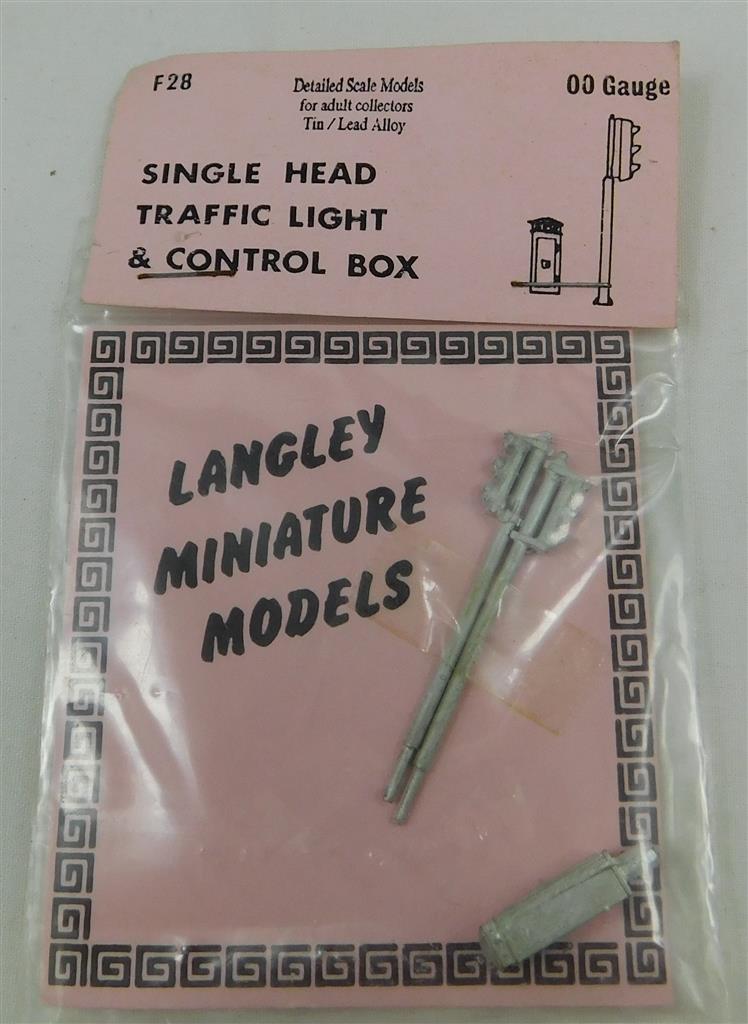 F28
Detailed Scale Models
for adult collectors
Tin / Lead Alloy
00 Gauge
SINGLE HEAD
TRAFFIC LIGHT
& CONTROL BOX
LANGLEY
MINIATURE
MODELS